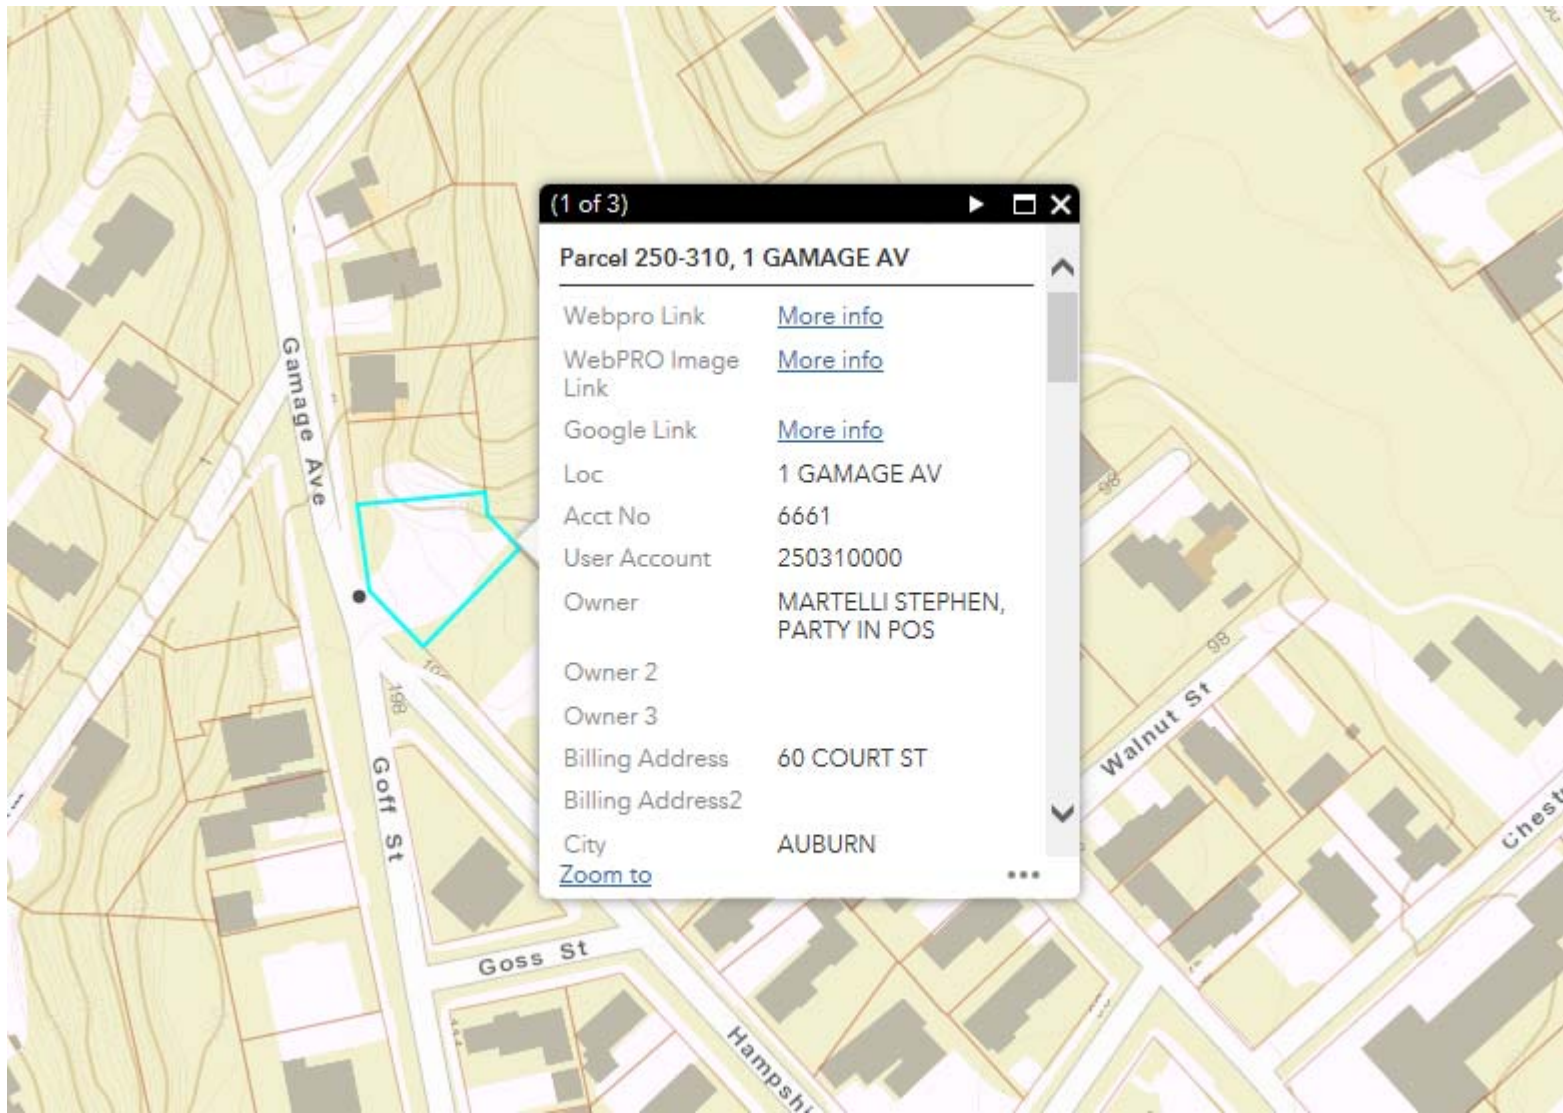 (1 of 3)
Parcel 250-310, 1 GAMAGE AV
Webpro Link More info
WebPRO Image Link More info
Google Link More info
Loc 1 GAMAGE AV
Acct No 6661
User Account 250310000
Owner MARTELLI STEPHEN,
PARTY IN POS
Owner 2
Owner 3
Billing Address 60 COURT ST
Billing Address2
City AUBURN
Zoom to
Gamage Ave
Goff St
198
Goss St
Walnut St
98
98